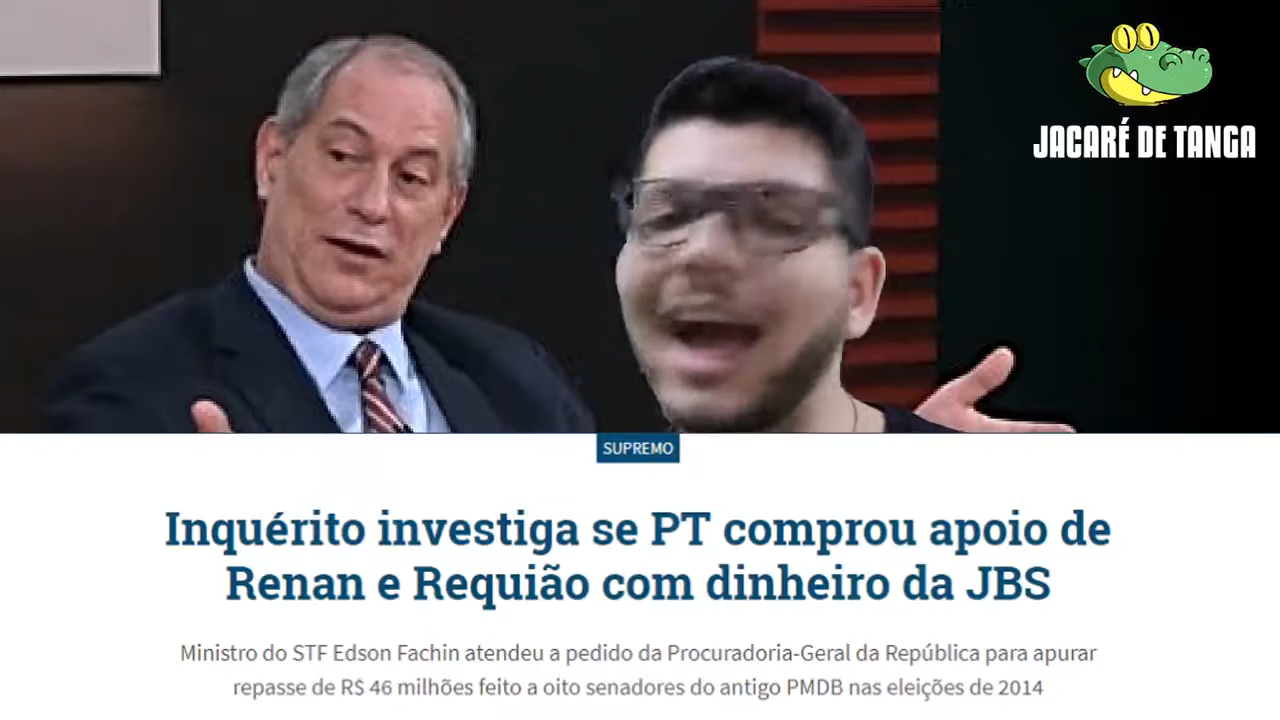 JACARÉ DE TANGA
SUPREMO
Inquérito investiga se PT comprou apoio de
Renan e Requião com dinheiro da JBS
Ministro do STF Edson Fachin atendeu a pedido da Procuradoria-Geral da República para apurar
repasse de R$ 46 milhões feito a oito senadores do antigo PMDB nas eleições de 2014